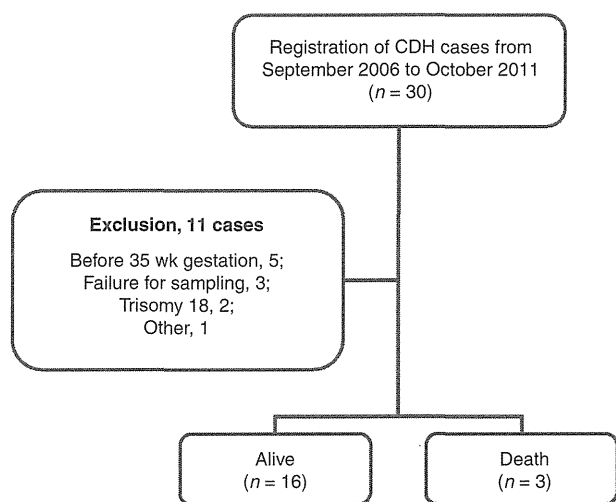 Registration of CDH cases from
September 2006 to October 2011
(n = 30)
Exclusion, 11 cases
Before 35 wk gestation, 5;
Failure for sampling, 3;
Trisomy 18, 2;
Other, 1
Alive
(n = 16)
Death
(n = 3)